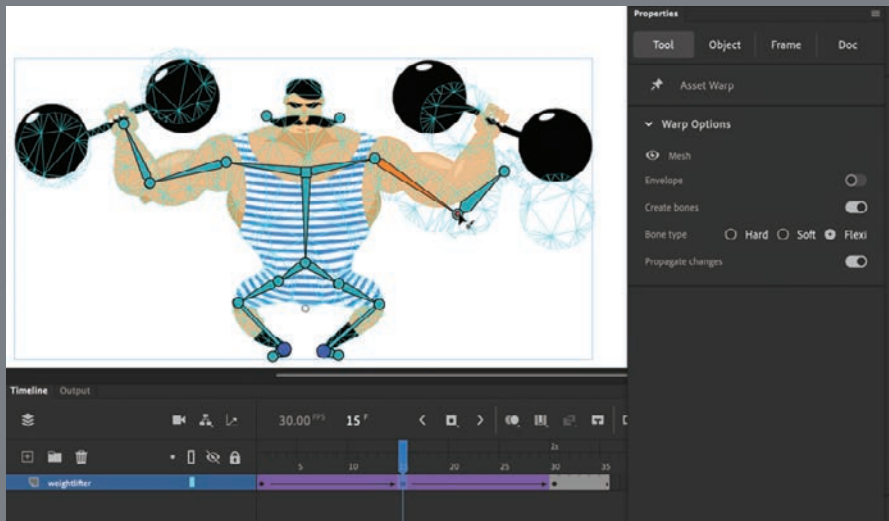 Properties
Tool Object Frame Doc
Asset Warp
Warp Options
Mesh
Envelope
Create bones
Bone type Hard Soft Flexi
Propagate changes
Timeline Output
30.00 FPS 15 F
2s
5 10 15 20 25 30 35
weightlifter